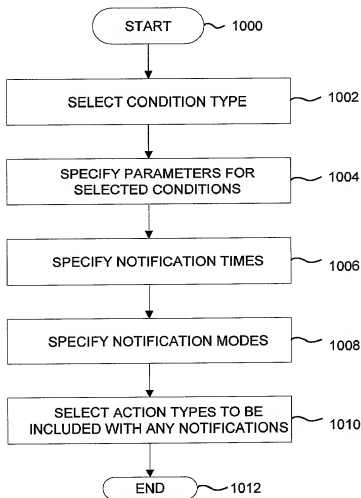 START
1000
SELECT CONDITION TYPE
1002
SPECIFY PARAMETERS FOR
SELECTED CONDITIONS
1004
SPECIFY NOTIFICATION TIMES
1006
SPECIFY NOTIFICATION MODES
1008
SELECT ACTION TYPES TO BE
INCLUDED WITH ANY NOTIFICATIONS
1010
END
1012